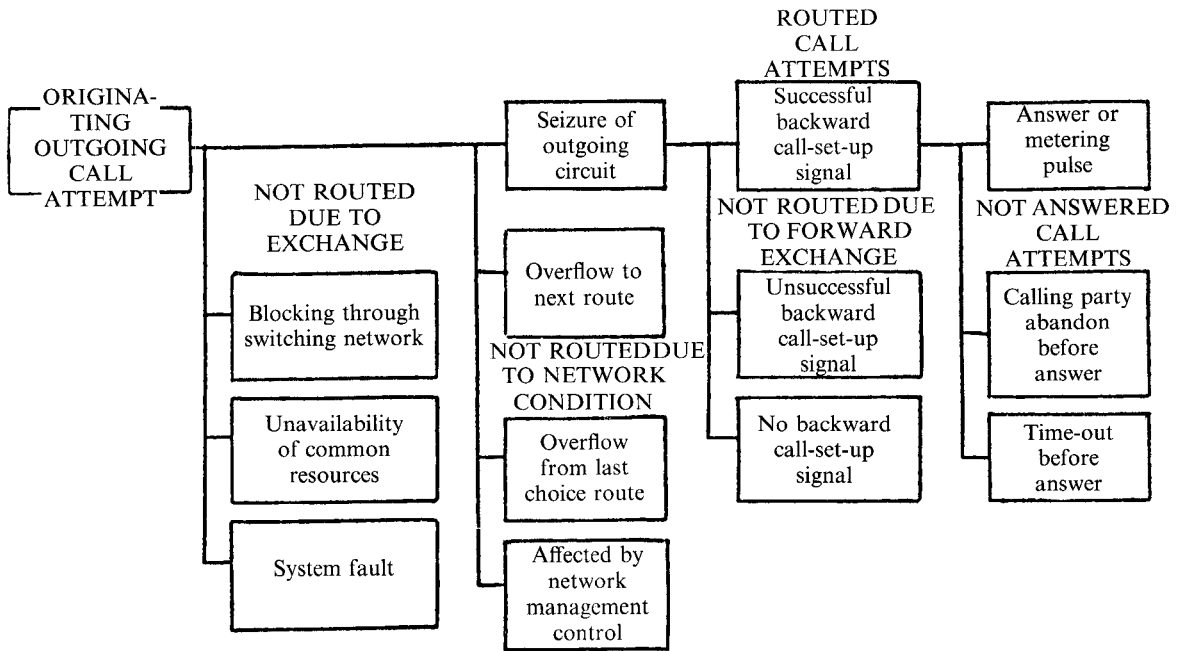 ORIGINA-
TING
OUTGOING
CALL
ATTEMPT
NOT ROUTED
DUE TO
EXCHANGE
Blocking through
switching network
Unavailability
of common
resources
System fault
Seizure of
outgoing
circuit
Overflow to
next route
NOT ROUTED DUE
TO NETWORK
CONDITION
Overflow
from last
choice route
Affected by
network
management
control
ROUTED
CALL
ATTEMPTS
Successful
backward
call-set-up
signal
NOT ROUTED DUE
TO FORWARD
EXCHANGE
Unsuccessful
backward
call-set-up
signal
No backward
call-set-up
signal
Answer or
metering
pulse
NOT ANSWERED
CALL
ATTEMPTS
Calling party
abandon
before
answer
Time-out
before
answer